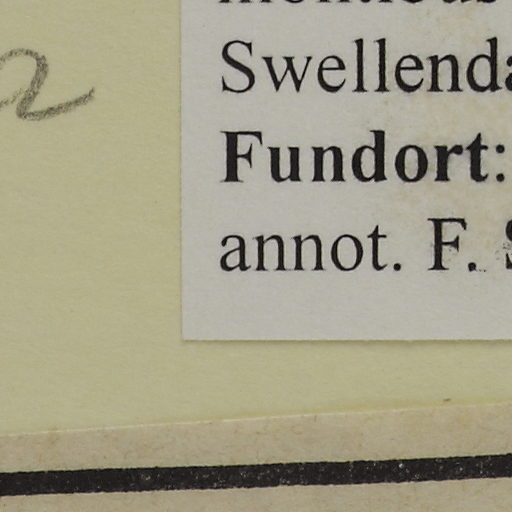 Swellenda
Fundort:
annot. F. S